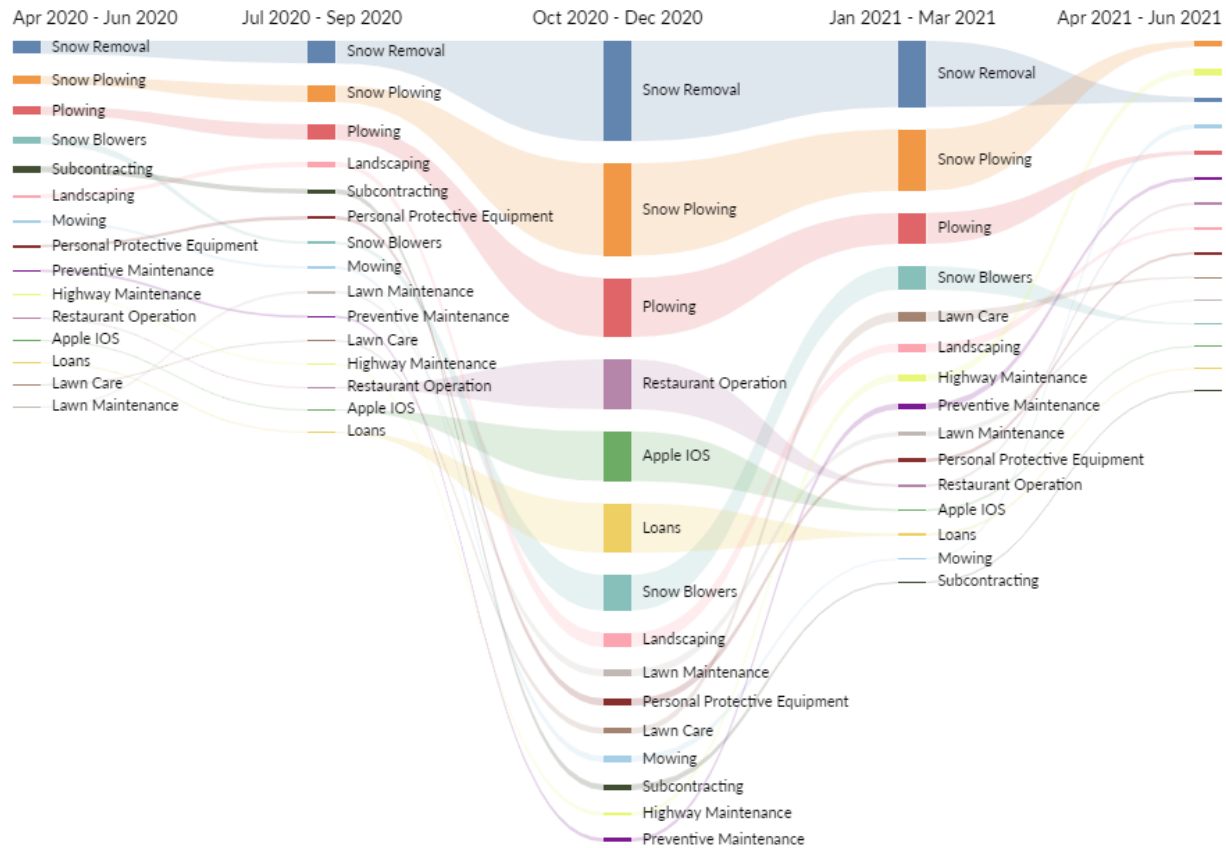 Apr 2020 - Jun 2020
Jul 2020 - Sep 2020
Oct 2020 - Dec 2020
Jan 2021 - Mar 2021
Apr 2021 - Jun 2021
Snow Removal
Snow Plowing
Plowing
Snow Blowers
Subcontracting
Landscaping
Mowing
Personal Protective Equipment
Preventive Maintenance
Highway Maintenance
Restaurant Operation
Apple IOS
Loans
Lawn Care
Lawn Maintenance
Snow Removal
Snow Plowing
Plowing
Landscaping
Subcontracting
Personal Protective Equipment
Snow Blowers
Mowing
Lawn Maintenance
Preventive Maintenance
Lawn Care
Highway Maintenance
Restaurant Operation
Apple IOS
Loans
Snow Removal
Snow Plowing
Plowing
Restaurant Operation
Apple IOS
Loans
Snow Blowers
Landscaping
Lawn Maintenance
Personal Protective Equipment
Lawn Care
Mowing
Subcontracting
Highway Maintenance
Preventive Maintenance
Snow Removal
Snow Plowing
Plowing
Snow Blowers
Lawn Care
Landscaping
Highway Maintenance
Preventive Maintenance
Lawn Maintenance
Personal Protective Equipment
Restaurant Operation
Apple IOS
Loans
Mowing
Subcontracting